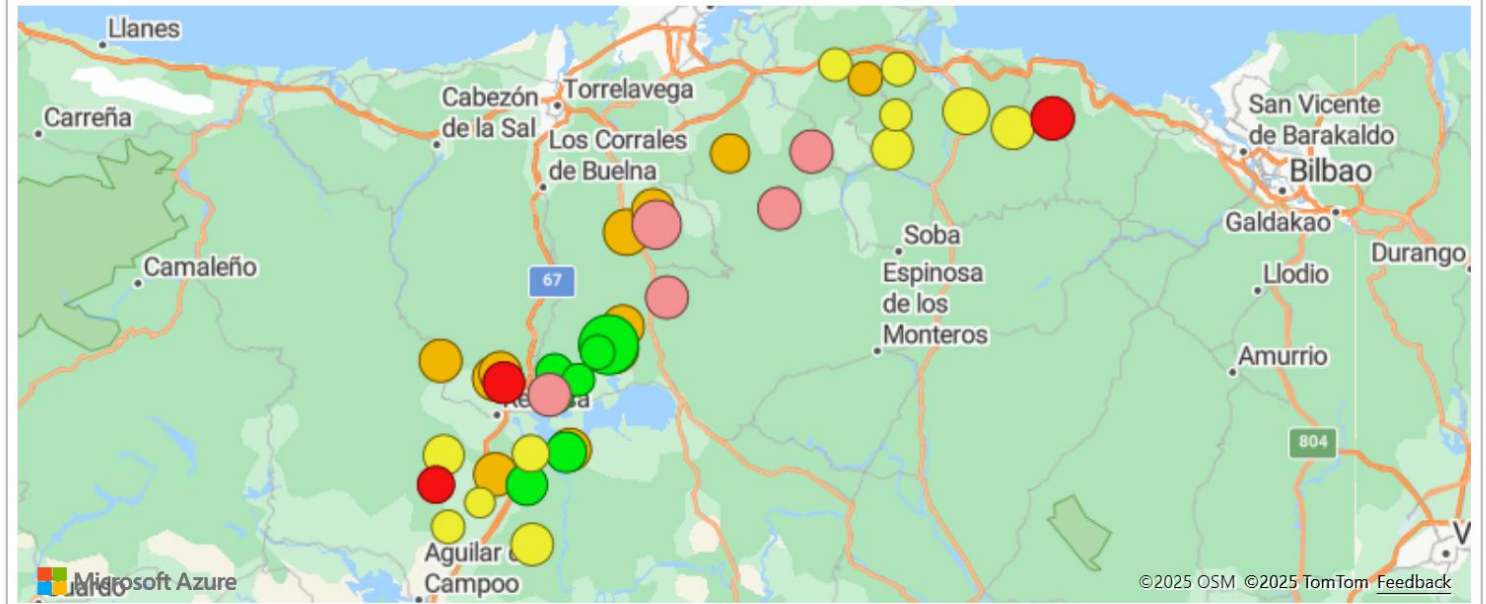 Llanes
Cabezón
de la Sal
Torrelavega
Carreña
San Vicente
de Barakaldo
Los Corrales
de Buelna
Bilbao
Galdakao
Soba
Durango
Camaleño
67
Espinosa
de los
Monteros
Llodio
Amurrio
804
Aguilar
Campoo
V
Microsoft Azure
©2025 OSM ©2025 TomTom Feedback